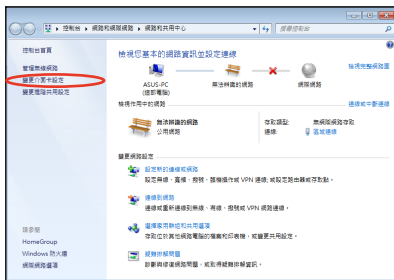 控制台 ▸ 網路和網際網路 ▸ 網路和共用中心
搜尋控制台
控制台首頁
管理無線網路
變更介面卡設定
變更進階共用設定
檢視您基本的網路資訊並設定連線
檢視完整網路圖
ASUS-PC
(這部電腦)
無法辨識的網路
網際網路
檢視作用中的網路
連線或中斷連線
無法辨識的網路
公用網路
存取類型:
無網際網路存取
連線:
區域連線
變更網路設定
設定新的連線或網路
設定無線、寬頻、撥號、臨機操作或 VPN 連線; 或設定路由器或存取點。
連線到網路
連線或重新連線到無線、有線、撥號或 VPN 網路連線。
選擇家用群組和共用選項
存取位於其他網路電腦的檔案和印表機，或變更共用設定。
疑難排解問題
診斷與修復網路問題，或取得疑難排解資訊。
請參閱
HomeGroup
Windows 防火牆
網際網路選項